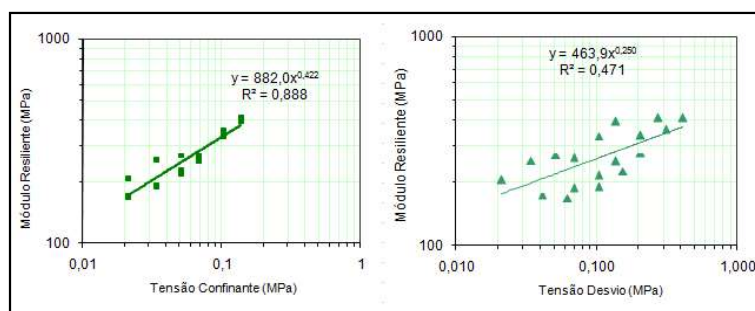 1000
y = 882,0x^0,422
R² = 0,888
Módulo Resiliente (MPa)
100
0,01
0,1
1
Tensão Confinante (MPa)
1000
y = 463,9x^0,250
R² = 0,471
Módulo Resiliente (MPa)
100
0,010
0,100
1,000
Tensão Desvio (MPa)